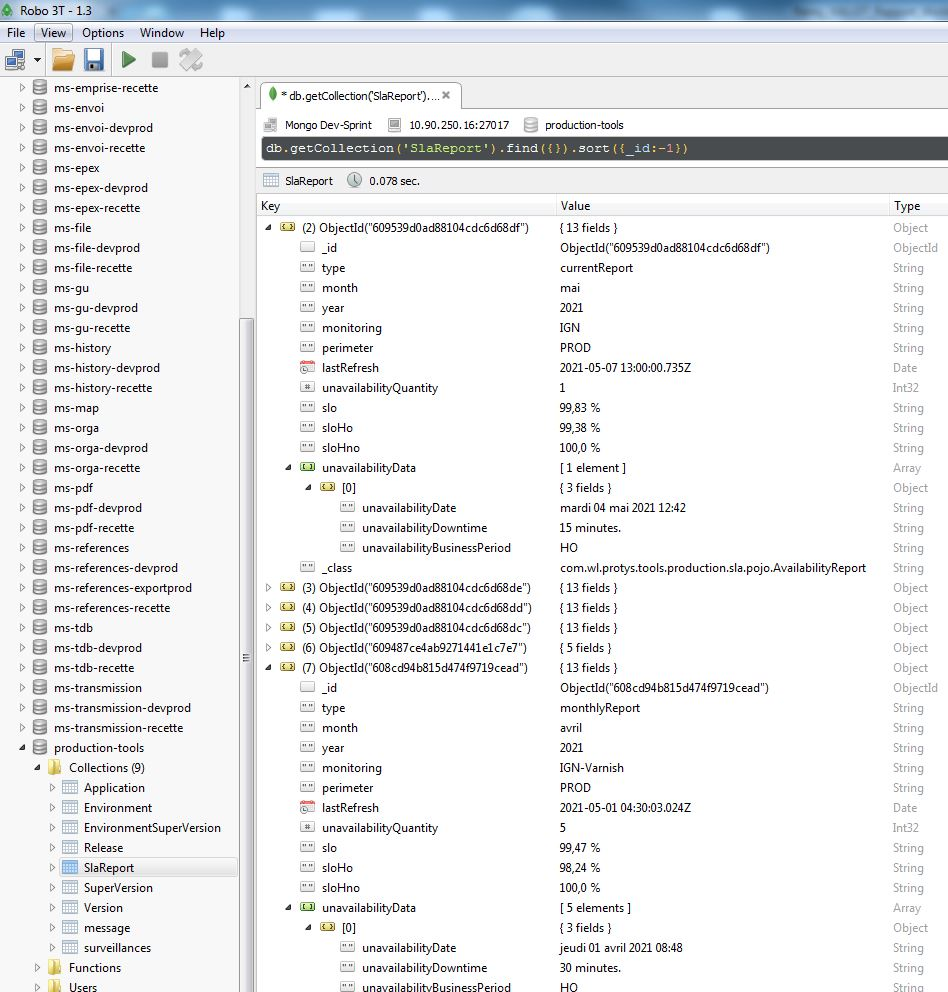 Robo 3T - 1.3
File View Options Window Help
ms-emprise-recette
ms-envoi
ms-envoi-devprod
ms-envoi-recette
ms-epex
ms-epex-devprod
ms-epex-recette
ms-file
ms-file-devprod
ms-file-recette
ms-gu
ms-gu-devprod
ms-gu-recette
ms-history
ms-history-devprod
ms-history-recette
ms-map
ms-orga
ms-orga-devprod
ms-orga-recette
ms-pdf
ms-pdf-devprod
ms-pdf-recette
ms-references
ms-references-devprod
ms-references-exportprod
ms-references-recette
ms-tdb
ms-tdb-devprod
ms-tdb-recette
ms-transmission
ms-transmission-devprod
ms-transmission-recette
production-tools
Collections (9)
Application
Environment
EnvironmentSuperVersion
Release
SlaReport
SuperVersion
Version
message
surveillances
Functions
Users
* db.getCollection('SlaReport')....
Mongo Dev-Sprint 10.90.250.16:27017 production-tools
db.getCollection('SlaReport').find({}).sort({_id:-1})
SlaReport 0.078 sec.
Key Value Type
(2) ObjectId("609539d0ad88104cdc6d68df") { 13 fields } Object
_id ObjectId("609539d0ad88104cdc6d68df") ObjectId
type currentReport String
month mai String
year 2021 String
monitoring IGN String
perimeter PROD String
lastRefresh 2021-05-07 13:00:00.735Z Date
unavailabilityQuantity 1 Int32
slo 99,83 % String
sloHo 99,38 % String
sloHno 100,0 % String
unavailabilityData [ 1 element ] Array
[0] { 3 fields } Object
unavailabilityDate mardi 04 mai 2021 12:42 String
unavailabilityDowntime 15 minutes. String
unavailabilityBusinessPeriod HO String
_class com.wl.protys.tools.production.sla.pojo.AvailabilityReport String
(3) ObjectId("609539d0ad88104cdc6d68de") { 13 fields } Object
(4) ObjectId("609539d0ad88104cdc6d68dd") { 13 fields } Object
(5) ObjectId("609539d0ad88104cdc6d68dc") { 13 fields } Object
(6) ObjectId("609487ce4ab9271441e1c7e7") { 5 fields } Object
(7) ObjectId("608cd94b815d474f9719cead") { 13 fields } Object
_id ObjectId("608cd94b815d474f9719cead") ObjectId
type monthlyReport String
month avril String
year 2021 String
monitoring IGN-Varnish String
perimeter PROD String
lastRefresh 2021-05-01 04:30:03.024Z Date
unavailabilityQuantity 5 Int32
slo 99,47 % String
sloHo 98,24 % String
sloHno 100,0 % String
unavailabilityData [ 5 elements ] Array
[0] { 3 fields } Object
unavailabilityDate jeudi 01 avril 2021 08:48 String
unavailabilityDowntime 30 minutes. String
unavailabilityBusinessPeriod HO String